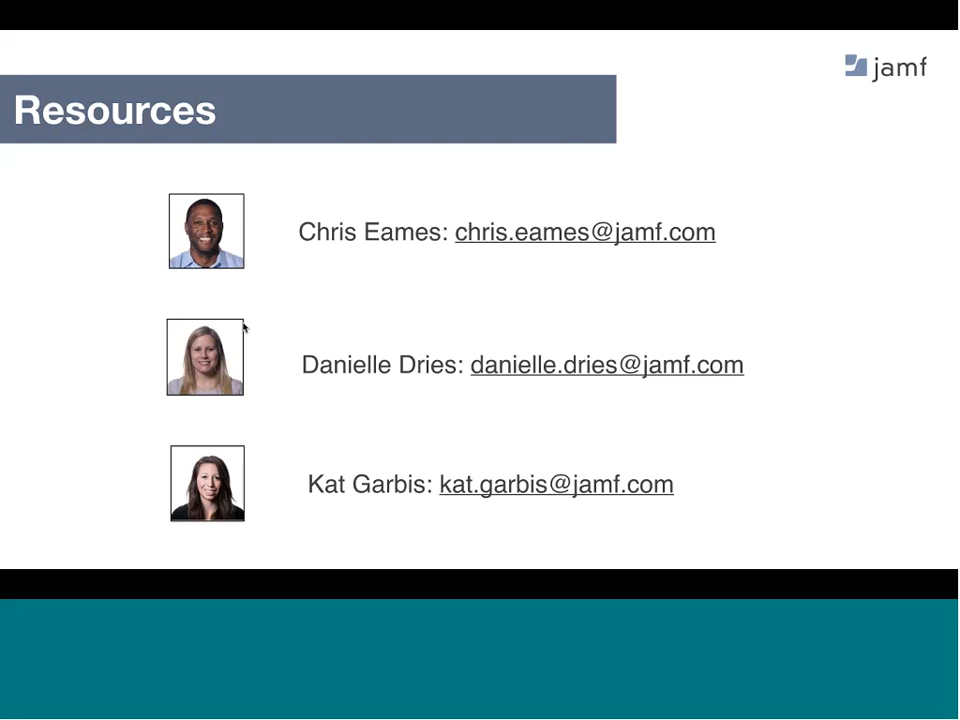 jamf
Resources
Chris Eames: chris.eames@jamf.com
Danielle Dries: danielle.dries@jamf.com
Kat Garbis: kat.garbis@jamf.com